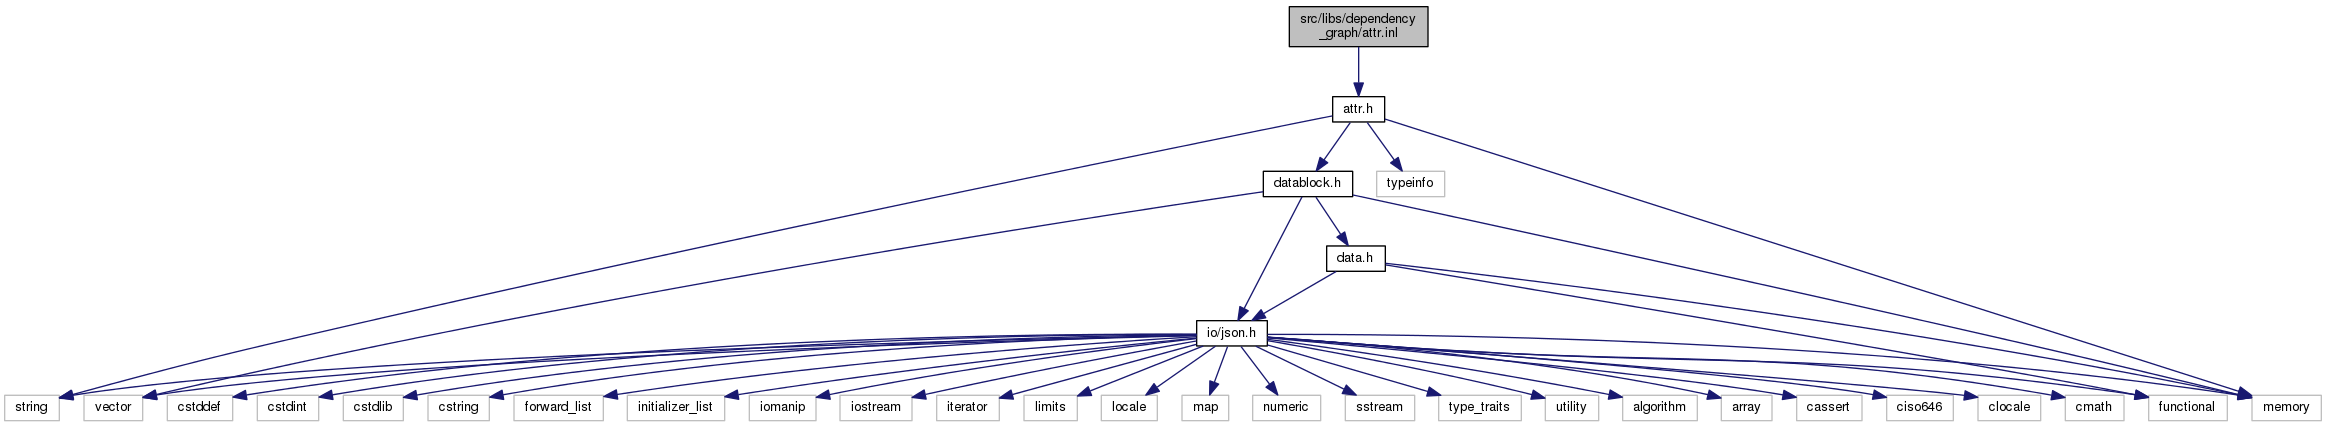 src/libs/dependency
_graph/attr.inl
attr.h
datablock.h
typeinfo
data.h
io/json.h
string
vector
cstddef
cstdint
cstdlib
cstring
forward_list
initializer_list
iomanip
iostream
iterator
limits
locale
map
numeric
sstream
type_traits
utility
algorithm
array
cassert
ciso646
clocale
cmath
functional
memory